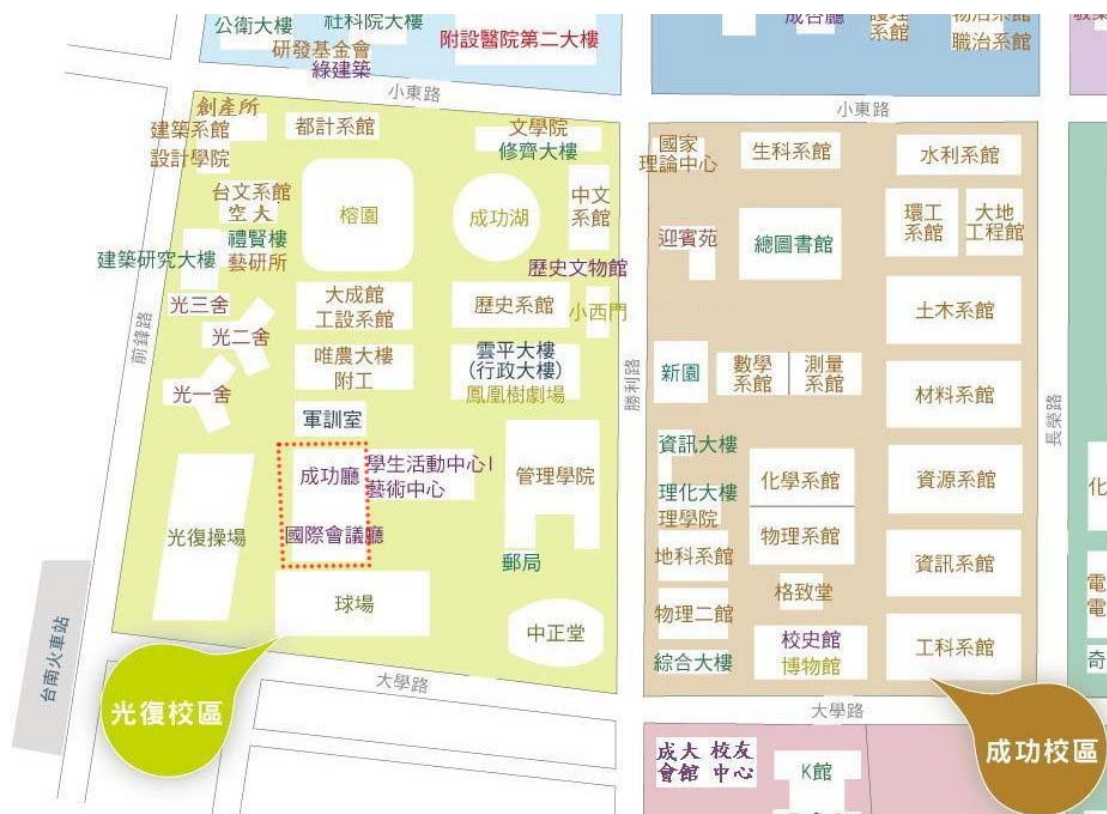 公衛大樓
社科院大樓
研發基金會
綠建築
附設醫院第二大樓
成杏廳
護理
系館
物治系館
職治系館
小東路
小東路
創產所
建築系館
設計學院
都計系館
文學院
修齊大樓
台文系館
空大
禮賢樓
藝研所
建築研究大樓
榕園
成功湖
中文
系館
歷史文物館
光三舍
光二舍
光一舍
大成館
工設系館
歷史系館
小西門
唯農大樓
附工
雲平大樓
(行政大樓)
鳳凰樹劇場
軍訓室
成功廳
國際會議廳
學生活動中心I
藝術中心
管理學院
郵局
光復操場
球場
中正堂
前鋒路
勝利路
長榮路
台南火車站
光復校區
大學路
國家
理論中心
生科系館
水利系館
迎賓苑
總圖書館
環工
系館
大地
工程館
土木系館
新園
數學
系館
測量
系館
材料系館
資訊大樓
理化大樓
理學院
化學系館
資源系館
地科系館
物理系館
資訊系館
物理二館
格致堂
綜合大樓
校史館
博物館
工科系館
大學路
成功校區
成大 校友
會館 中心
K館
化
電
電
奇